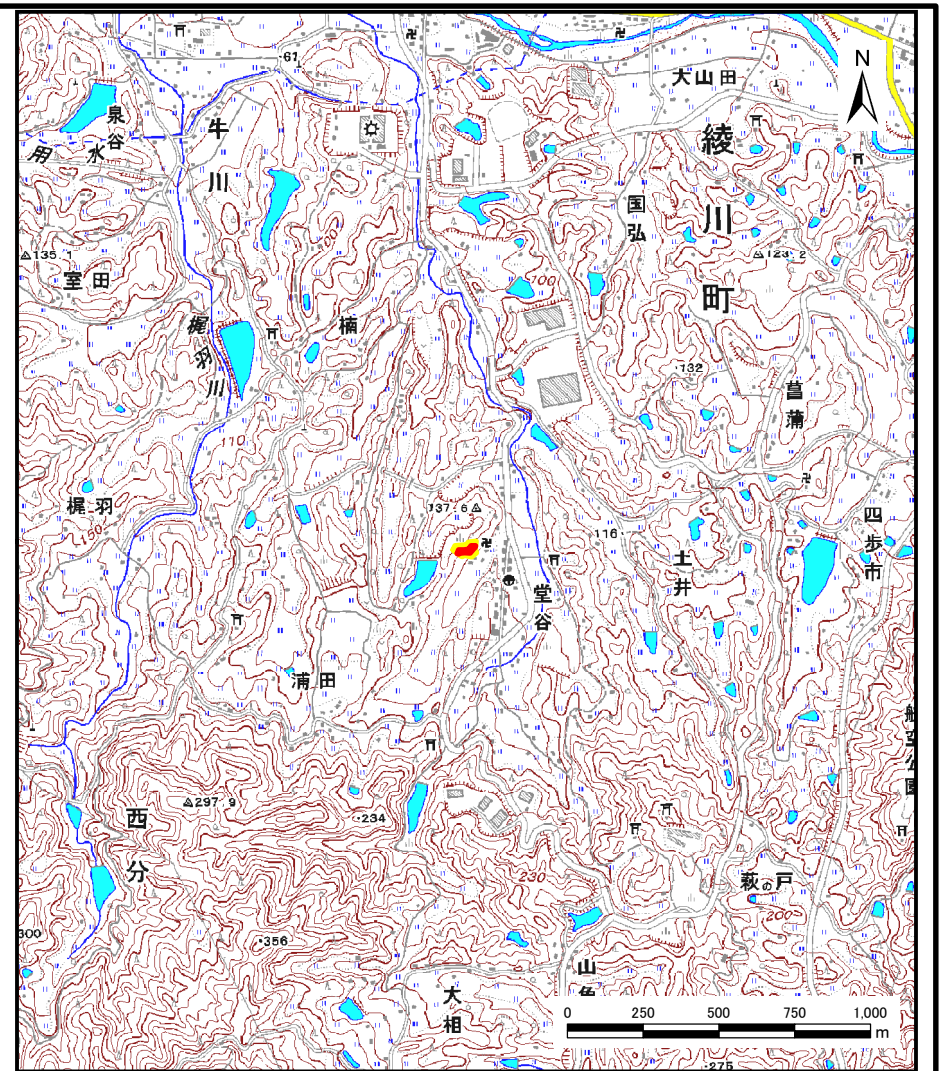 61
犬山田
N
泉谷
用水
牛川
綾川町
国弘
135.1
室田
123.2
100
梶羽川
楠
132
菖蒲
110
梶羽
150
137.6
116
四歩市
土井
堂谷
浦田
297.9
西分
234
230
萩の戸
200
300
356
大相
0 250 500 750 1,000
m
275